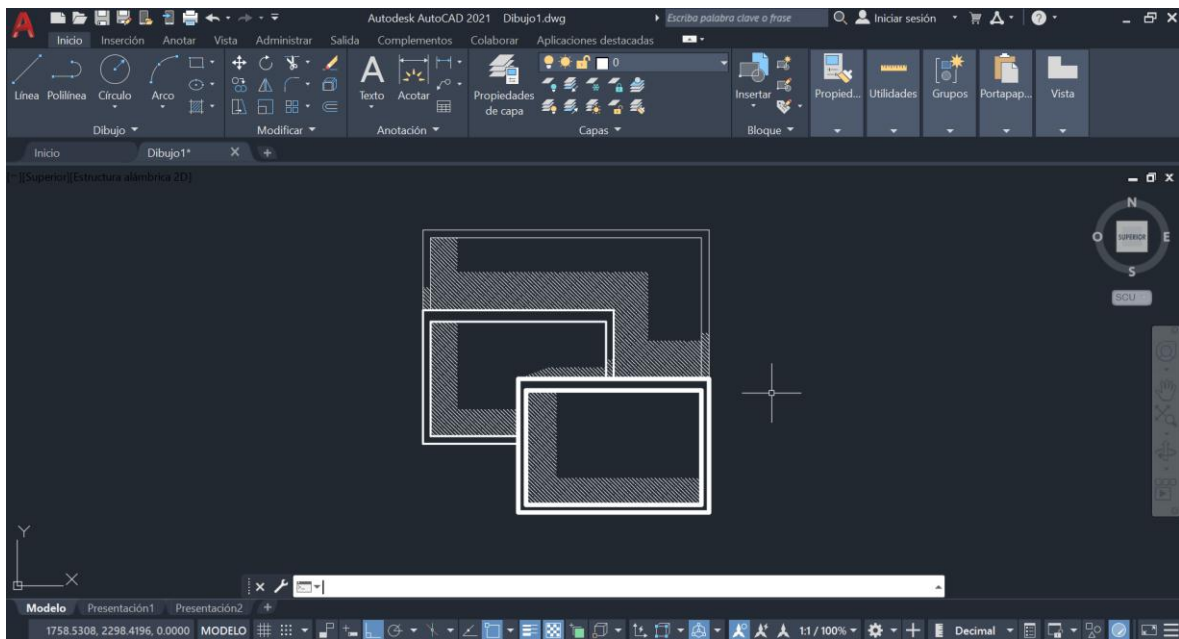 A Autodesk AutoCAD 2021 Dibujo1.dwg Escriba palabra clave o frase Iniciar sesión
Inicio Inserción Anotar Vista Administrar Salida Complementos Colaborar Aplicaciones destacadas
0
Línea Polilínea Círculo Arco A Texto Acotar Propiedades de capa Insertar Propied... Utilidades Grupos Portapap... Vista
Dibujo Modificar Anotación Capas Bloque
Inicio Dibujo1* +
[−][Superior][Estructura alámbrica 2D]
N
O SUPERIOR E
S
SCU
Y
X
Modelo Presentación1 Presentación2 +
1758.5308, 2298.4196, 0.0000 MODELO 1:1 / 100% Decimal